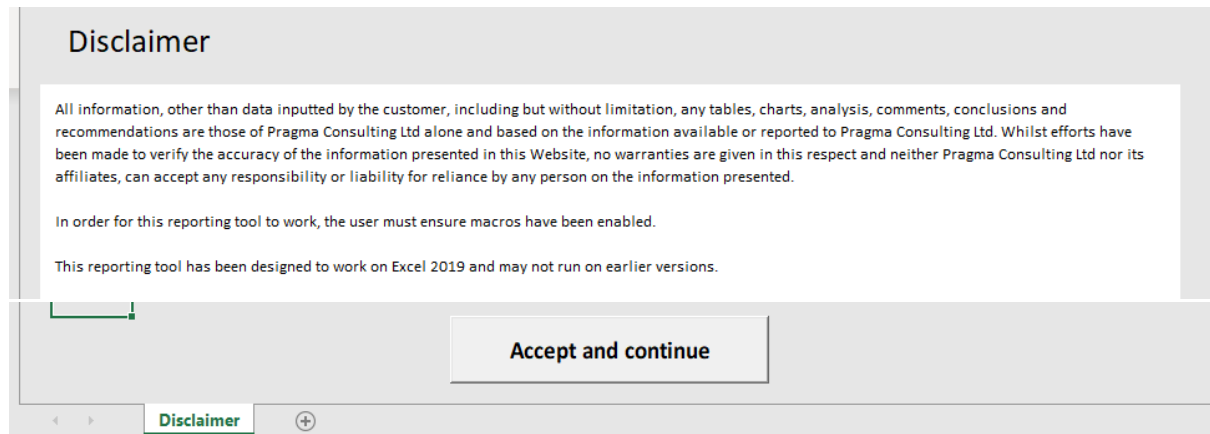 Disclaimer
All information, other than data inputted by the customer, including but without limitation, any tables, charts, analysis, comments, conclusions and
recommendations are those of Pragma Consulting Ltd alone and based on the information available or reported to Pragma Consulting Ltd. Whilst efforts have
been made to verify the accuracy of the information presented in this Website, no warranties are given in this respect and neither Pragma Consulting Ltd nor its
affiliates, can accept any responsibility or liability for reliance by any person on the information presented.
In order for this reporting tool to work, the user must ensure macros have been enabled.
This reporting tool has been designed to work on Excel 2019 and may not run on earlier versions.
Accept and continue
Disclaimer